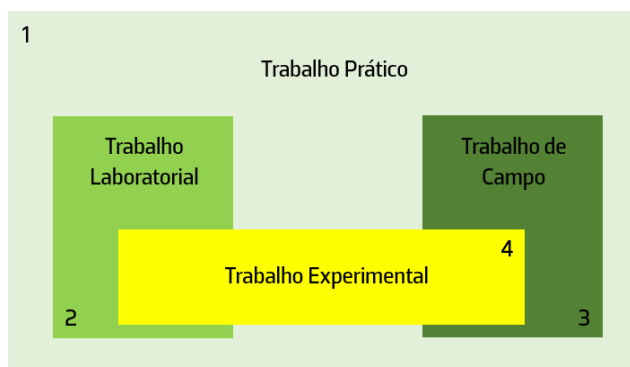 1
Trabalho Prático
Trabalho
Laboratorial
Trabalho de
Campo
4
Trabalho Experimental
2
3